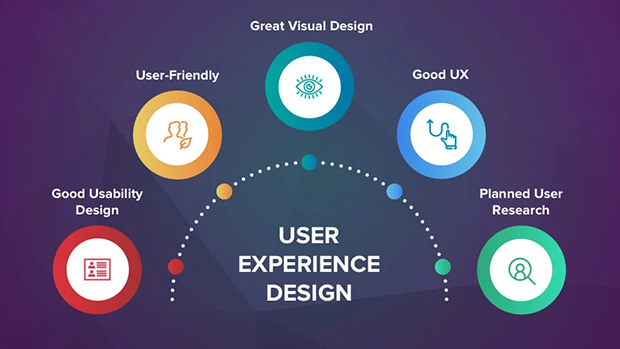 Great Visual Design
User-Friendly
Good UX
Good Usability
Design
Planned User
Research
USER
EXPERIENCE
DESIGN